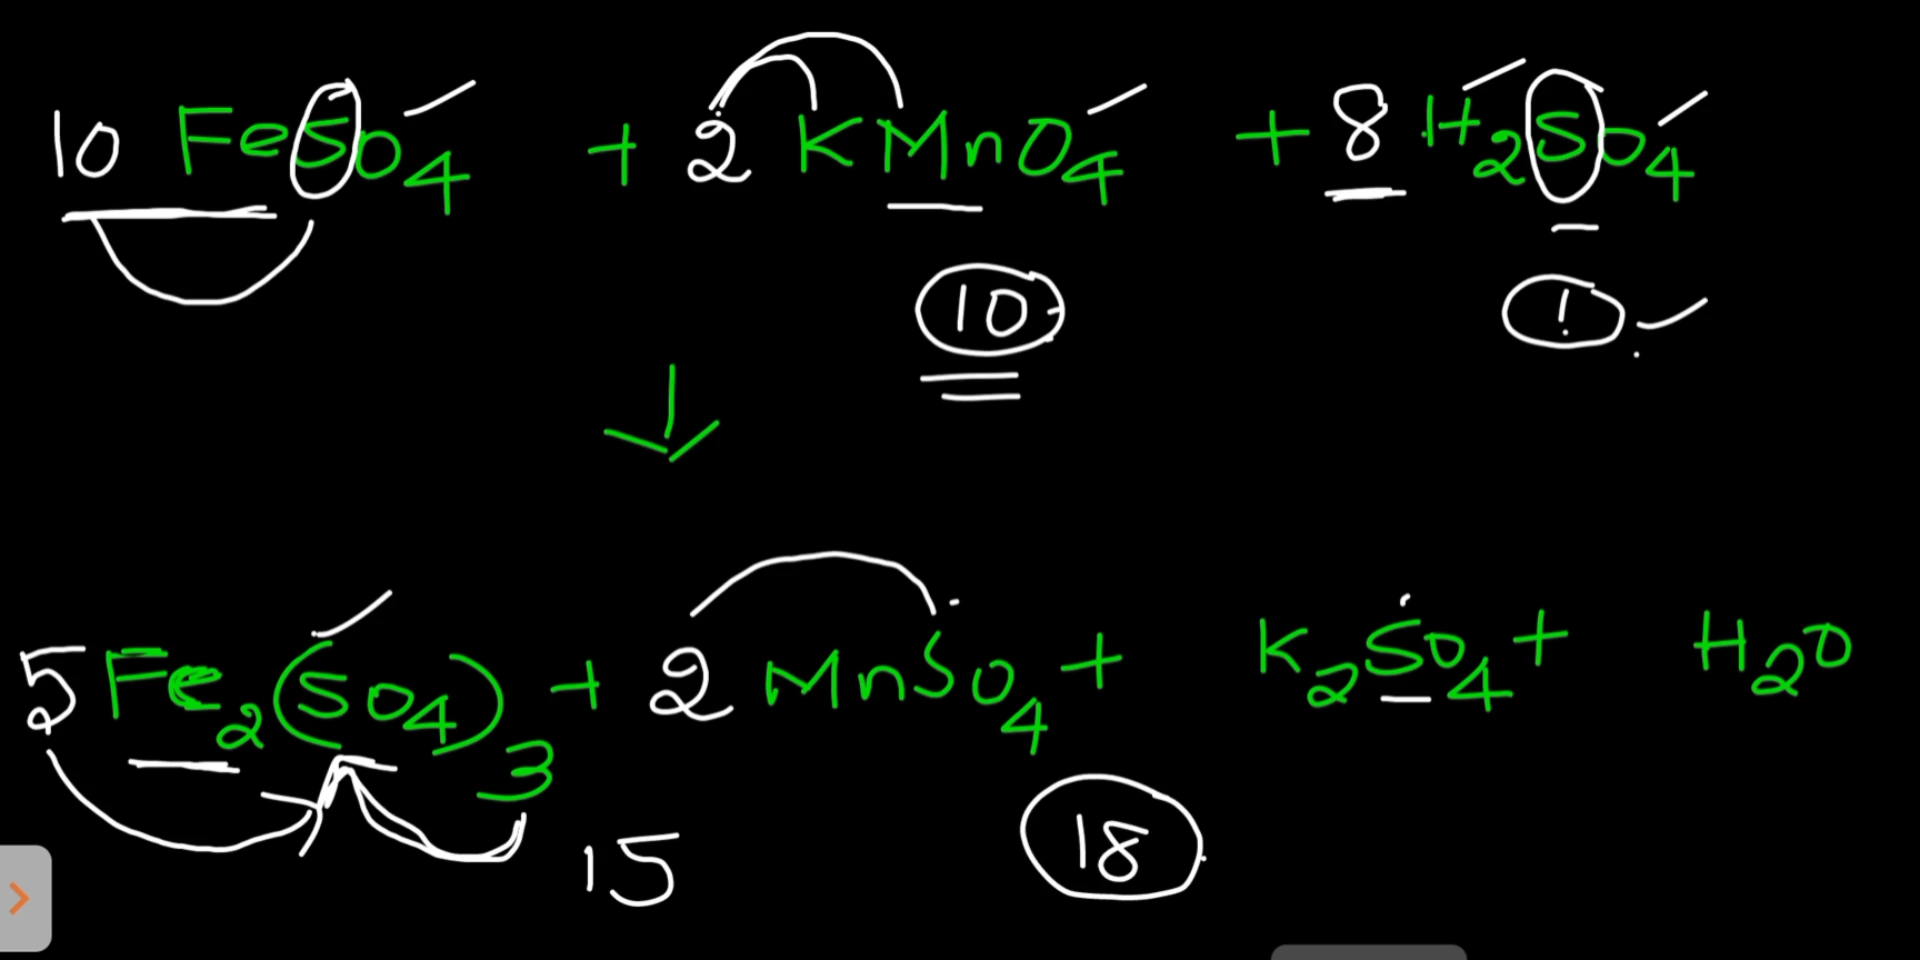 10 FeSO4 + 2 KMnO4 + 8 H2SO4
10 1
5 Fe2(SO4)3 + 2 MnSO4 + K2SO4 + H2O
15 18